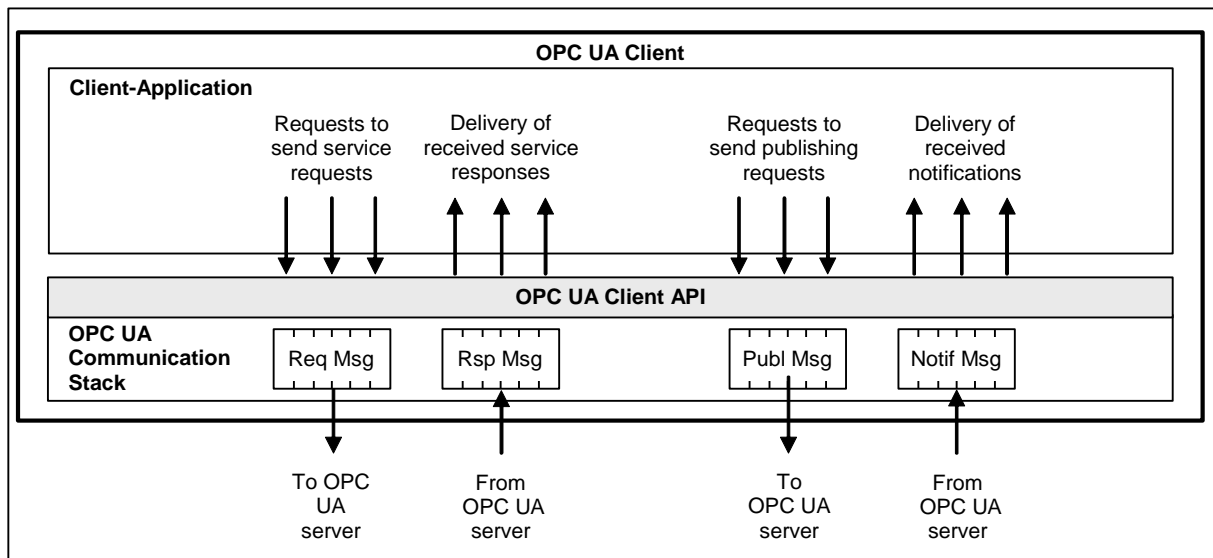 OPC UA Client
Client-Application
Requests to
send service
requests
Delivery of
received service
responses
Requests to
send publishing
requests
Delivery of
received
notifications
OPC UA Client API
OPC UA
Communication
Stack
Req Msg
Rsp Msg
Publ Msg
Notif Msg
To OPC
UA
server
From
OPC UA
server
To
OPC UA
server
From
OPC UA
server